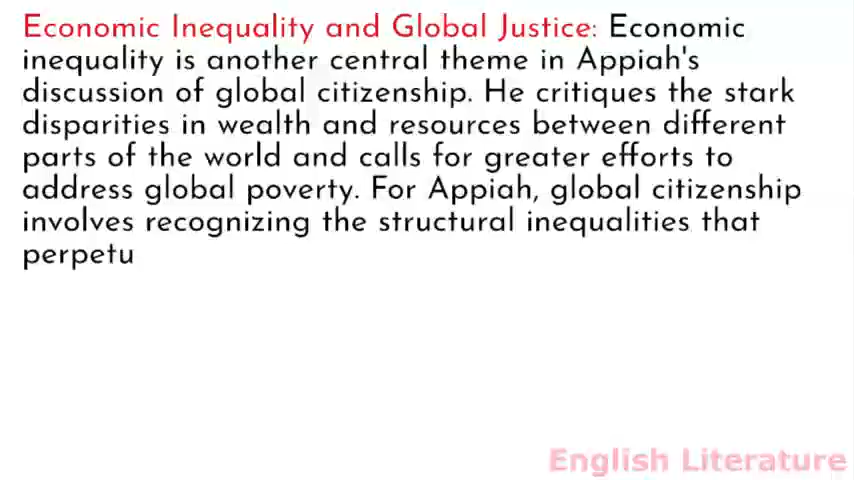 Economic Inequality and Global Justice: Economic
inequality is another central theme in Appiah's
discussion of global citizenship. He critiques the stark
disparities in wealth and resources between different
parts of the world and calls for greater efforts to
address global poverty. For Appiah, global citizenship
involves recognizing the structural inequalities that
perpetu
English Literature